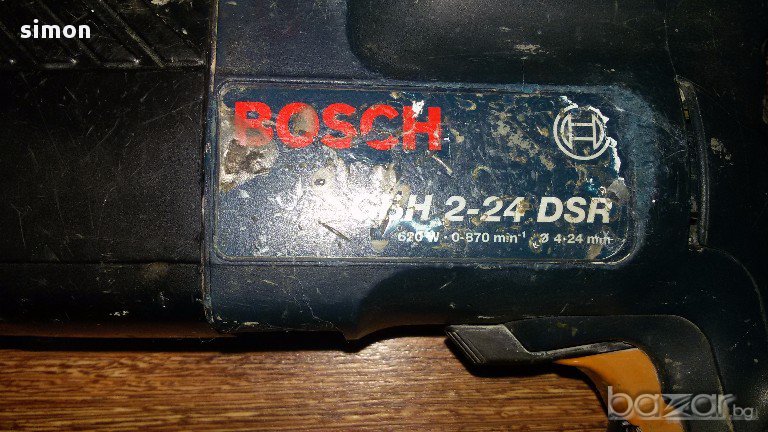 simon
BOSCH
GBH 2-24 DSR
620 W · 0-870 min⁻¹ Ø 4-24 mm
bazar.bg